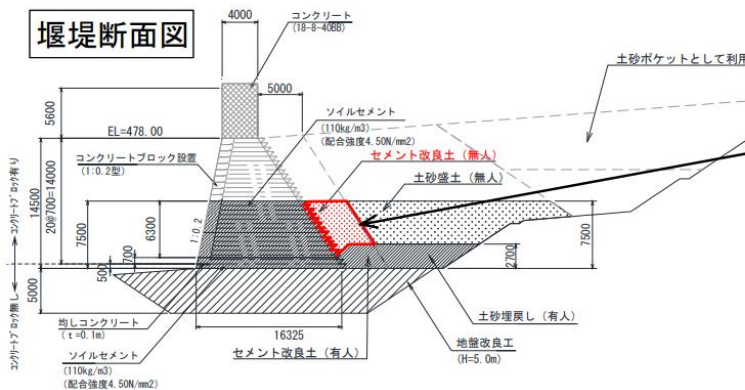 堰堤断面図
4000
コンクリート
(18-8-40BB)
5000
土砂ポケットとして利用
5600
EL=478.00
ソイルセメント
(110kg/m3)
(配合強度4.50N/mm2)
コンクリートブロック設置
(1:0.2型)
セメント改良土（無人）
土砂盛土（無人）
コンクリートブロック有り
14500
20@700=14000
7500
6300
1:0.2
7500
700
500
2700
コンクリートブロック無し
5000
土砂埋戻し（有人）
均しコンクリート
(t=0.1m)
16325
地盤改良工
(H=5.0m)
ソイルセメント
(110kg/m3)
(配合強度4.50N/mm2)
セメント改良土（有人）